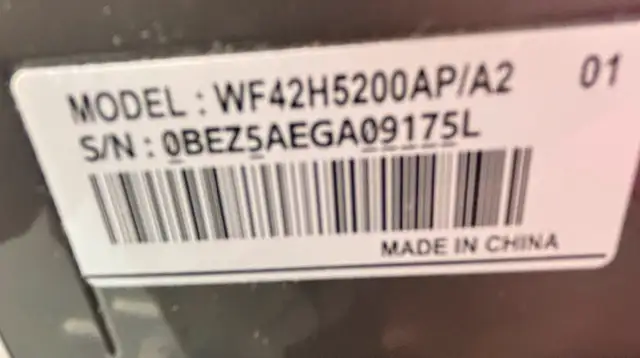 MODEL : WF42H5200AP/A2 01
S/N : 0BEZ5AEGA09175L
MADE IN CHINA